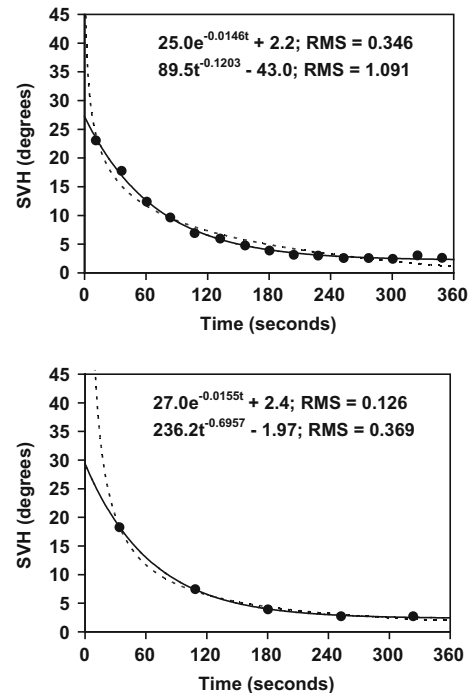 25.0e^-0.0146t + 2.2; RMS = 0.346
89.5t^-0.1203 - 43.0; RMS = 1.091
SVH (degrees)
45
40
35
30
25
20
15
10
5
0
0 60 120 180 240 300 360
Time (seconds)
27.0e^-0.0155t + 2.4; RMS = 0.126
236.2t^-0.6957 - 1.97; RMS = 0.369
SVH (degrees)
45
40
35
30
25
20
15
10
5
0
0 60 120 180 240 300 360
Time (seconds)